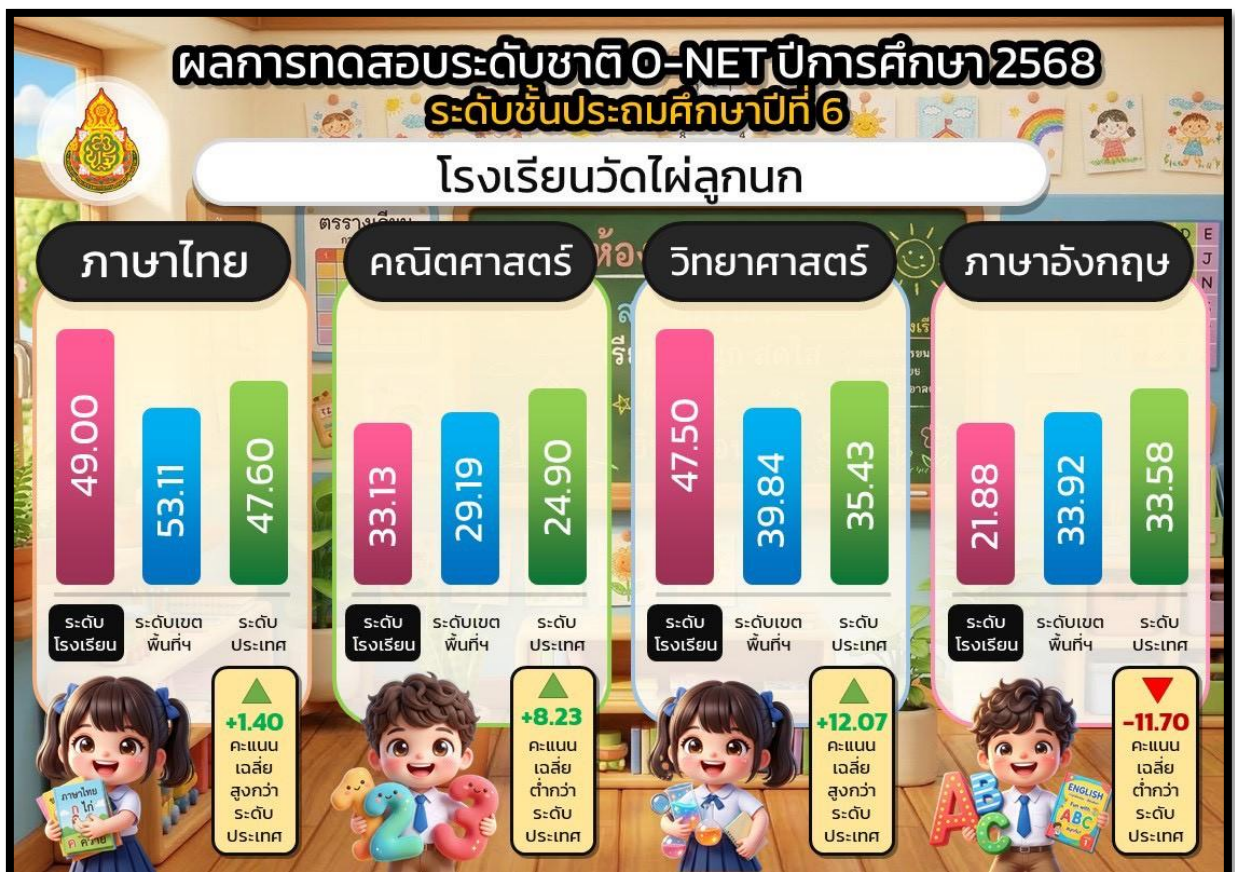 ผลการทดสอบระดับชาติ O-NET ปีการศึกษา 2568
ระดับชั้นประถมศึกษาปีที่ 6
โรงเรียนวัดไผ่ลูกนก
ภาษาไทย
49.00
53.11
47.60
ระดับ
โรงเรียน
ระดับเขต
พื้นที่ฯ
ระดับ
ประเทศ
+1.40
คะแนน
เฉลี่ย
สูงกว่า
ระดับ
ประเทศ
ภาษาไทย
คณิตศาสตร์
33.13
29.19
24.90
ระดับ
โรงเรียน
ระดับเขต
พื้นที่ฯ
ระดับ
ประเทศ
+8.23
คะแนน
เฉลี่ย
ต่ำกว่า
ระดับ
ประเทศ
123
วิทยาศาสตร์
47.50
39.84
35.43
ระดับ
โรงเรียน
ระดับเขต
พื้นที่ฯ
ระดับ
ประเทศ
+12.07
คะแนน
เฉลี่ย
สูงกว่า
ระดับ
ประเทศ
ภาษาอังกฤษ
21.88
33.92
33.58
ระดับ
โรงเรียน
ระดับเขต
พื้นที่ฯ
ระดับ
ประเทศ
-11.70
คะแนน
เฉลี่ย
ต่ำกว่า
ระดับ
ประเทศ
ABC
ENGLISH
ABC